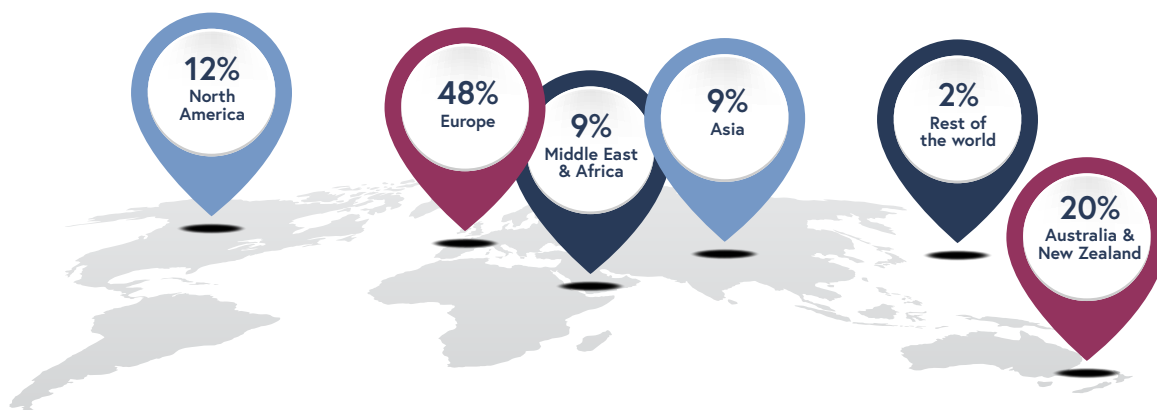 12%
North
America
48%
Europe
9%
Middle East
& Africa
9%
Asia
2%
Rest of
the world
20%
Australia &
New Zealand